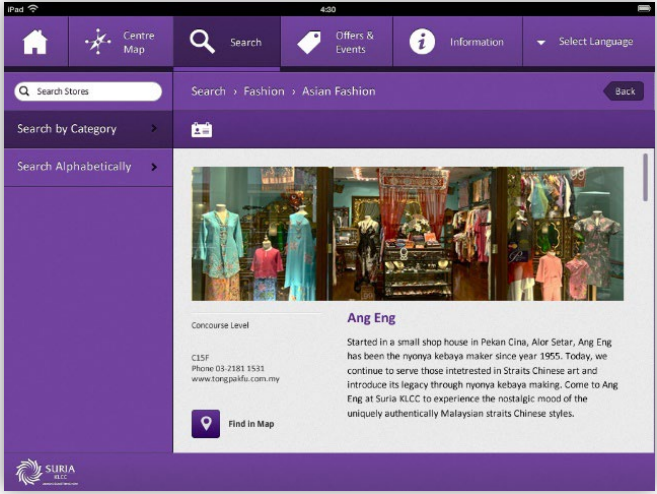 iPad
4:30
Centre
Map
Search
Offers &
Events
Information
Select Language
Search Stores
Search › Fashion › Asian Fashion
Back
Search by Category
Search Alphabetically
Concourse Level
C15F
Phone 03-2181 1531
www.tongpakfu.com.my
Find in Map
Ang Eng
Started in a small shop house in Pekan Cina, Alor Setar, Ang Eng
has been the nyonya kebaya maker since year 1955. Today, we
continue to serve those intetrested in Straits Chinese art and
introduce its legacy through nyonya kebaya making. Come to Ang
Eng at Suria KLCC to experience the nostalgic mood of the
uniquely authentically Malaysian straits Chinese styles.
SURIA
KLCC